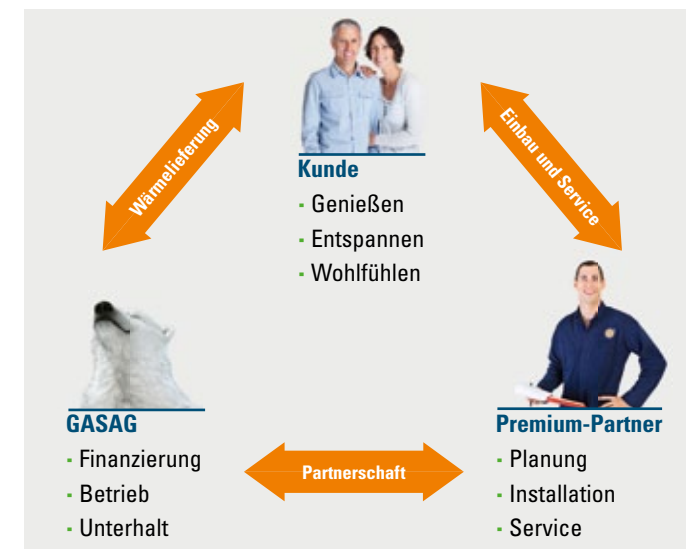 Wärmelieferung
Einbau und Service
Kunde
- Genießen
- Entspannen
- Wohlfühlen
GASAG
- Finanzierung
- Betrieb
- Unterhalt
Partnerschaft
Premium-Partner
- Planung
- Installation
- Service